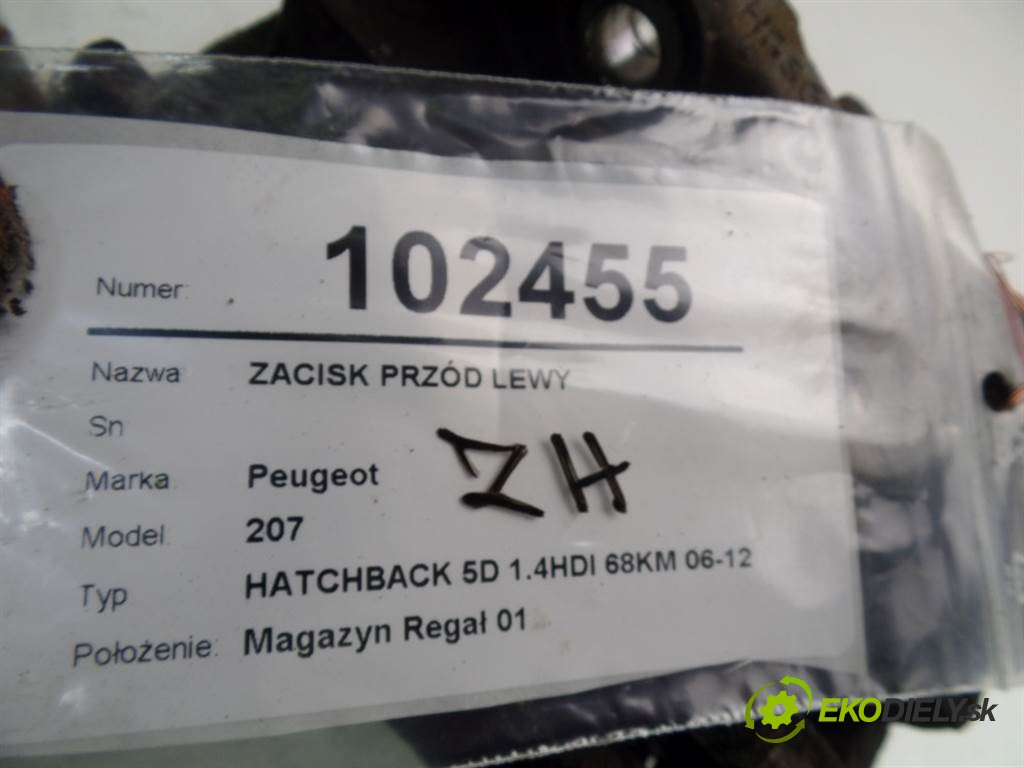 Numer: 102455
Nazwa ZACISK PRZÓD LEWY
Sn
Marka Peugeot
ZH
Model: 207
Typ HATCHBACK 5D 1.4HDI 68KM 06-12
Położenie: Magazyn Regał 01
EKODIELY.sk